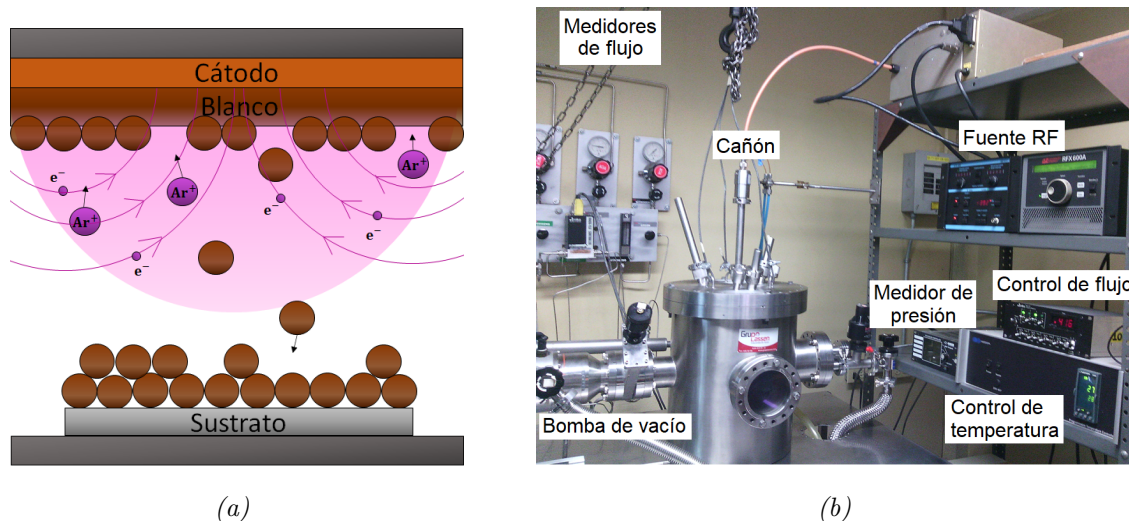 Cátodo
Blanco
e⁻
Ar⁺
Ar⁺
e⁻
Ar⁺
e⁻
e⁻
Sustrato
(a)
Medidores
de flujo
Cañón
Fuente RF
RFX600A
Medidor de
presión
Control de flujo
Grupo
Bomba de vacío
Control de
temperatura
(b)